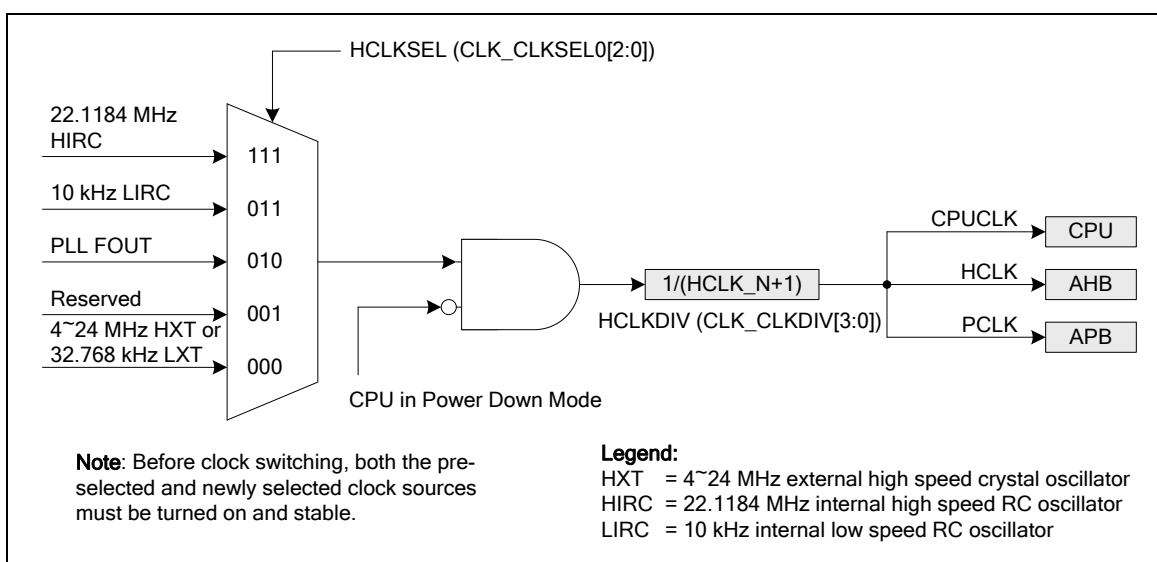 HCLKSEL (CLK_CLKSEL0[2:0])
22.1184 MHz
HIRC
111
10 kHz LIRC
011
PLL FOUT
010
Reserved
001
4~24 MHz HXT or
32.768 kHz LXT
000
CPU in Power Down Mode
1/(HCLK_N+1)
HCLKDIV (CLK_CLKDIV[3:0])
CPUCLK
CPU
HCLK
AHB
PCLK
APB
Note: Before clock switching, both the pre-
selected and newly selected clock sources
must be turned on and stable.
Legend:
HXT = 4~24 MHz external high speed crystal oscillator
HIRC = 22.1184 MHz internal high speed RC oscillator
LIRC = 10 kHz internal low speed RC oscillator